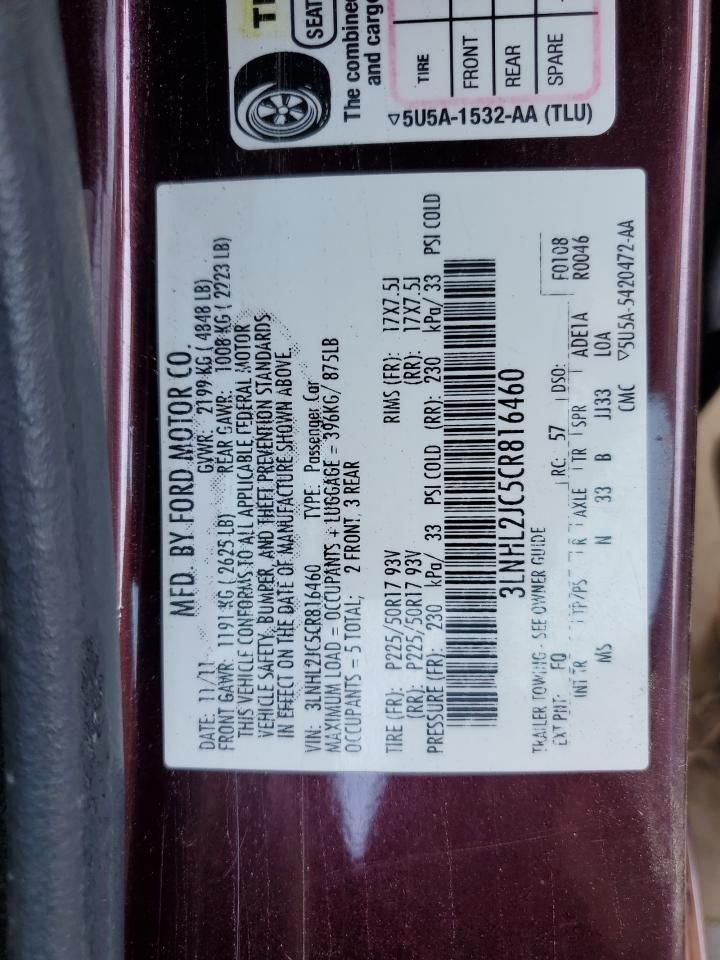 SEAT
The combine
and cargo
TIRE
FRONT
REAR
SPARE
▽5U5A-1532-AA (TLU)
MFD. BY FORD MOTOR CO.
DATE: 11/11 GVWR: 2199 KG ( 4848 LB)
FRONT GAWR: 1191 KG ( 2625 LB) REAR GAWR: 1008 KG ( 2223 LB)
THIS VEHICLE CONFORMS TO ALL APPLICABLE FEDERAL MOTOR
VEHICLE SAFETY, BUMPER, AND THEFT PREVENTION STANDARDS
IN EFFECT ON THE DATE OF MANUFACTURE SHOWN ABOVE.
VIN: 3LNHL2JC5CR816460 TYPE: Passenger Car
MAXIMUM LOAD = OCCUPANTS + LUGGAGE = 396KG/ 875LB
OCCUPANTS = 5 TOTAL; 2 FRONT, 3 REAR
TIRE (FR): P225/50R17 93V RIMS (FR): 17X7.5J
(RR): P225/50R17 93V (RR): 17X7.5J
PRESSURE (FR): 230 kPa/ 33 PSI COLD (RR): 230 kPa/ 33 PSI COLD
3LNHL2JC5CR816460
TRAILER TOWING - SEE OWNER GUIDE
EXT PNT: FQ RC: 57 DSO: F0108
R0046
INT TR TP/PS R AXLE TR SPR ADE1A
MS N 33 B JJ33 L0A
CMC ▽5U5A-5420472-AA